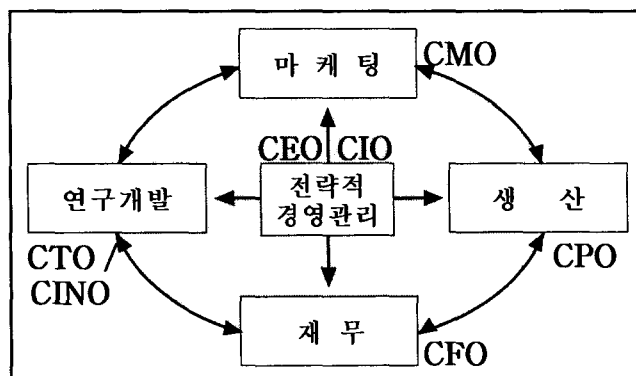 마 케 팅 CMO
CEO CIO
연구개발
전략적
경영관리
생 산
CTO
CINO
CPO
재 무
CFO